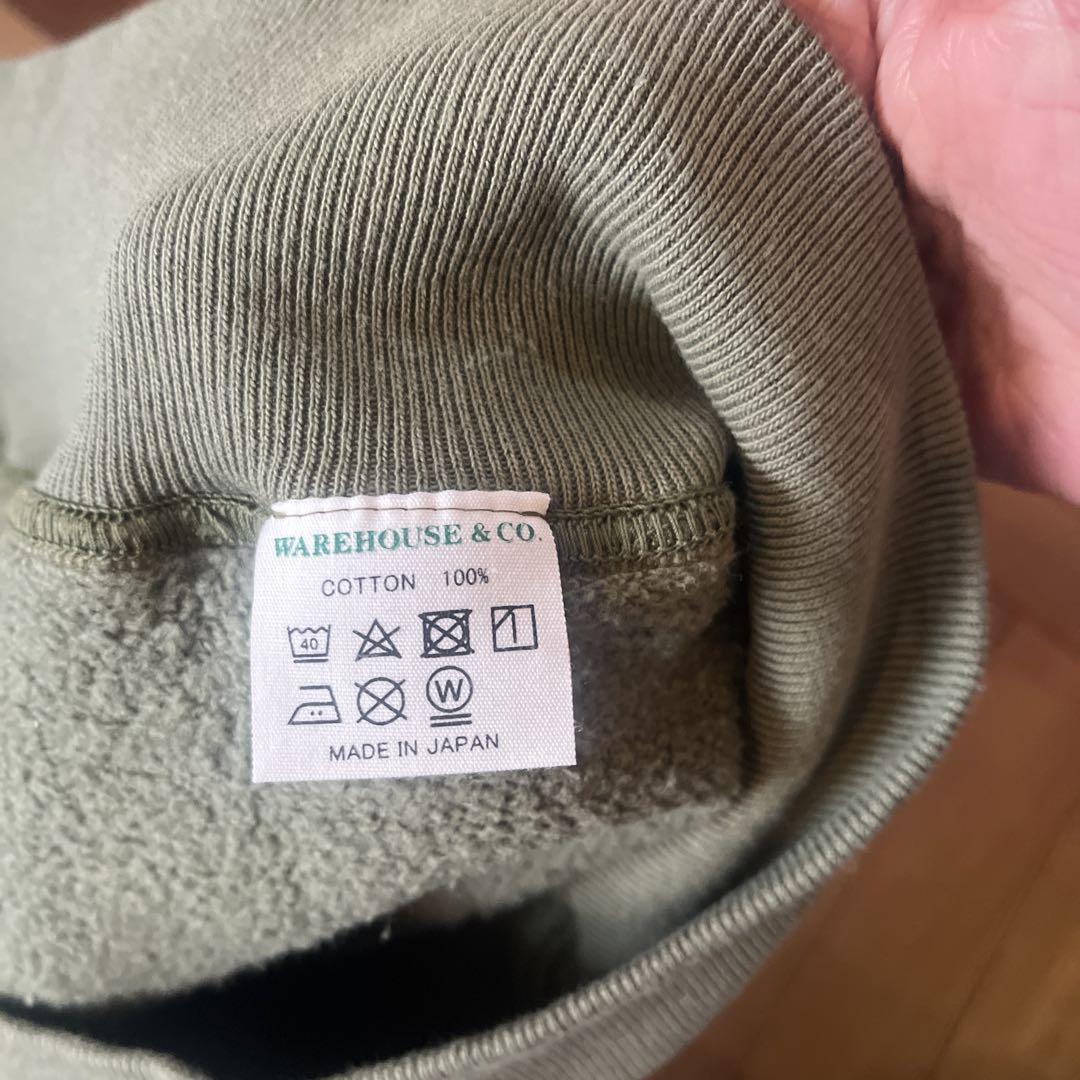 WAREHOUSE & CO.
COTTON 100%
40
W
MADE IN JAPAN